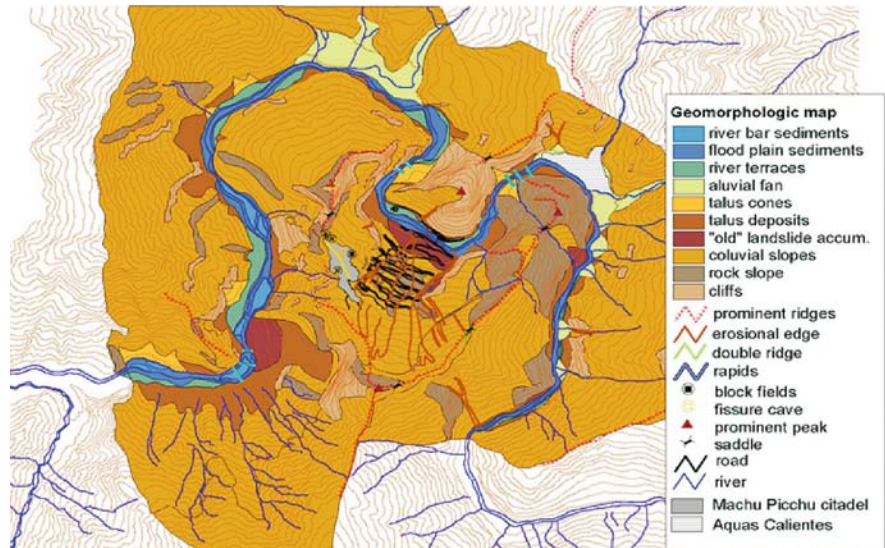 Geomorphologic map
river bar sediments
flood plain sediments
river terraces
aluvial fan
talus cones
talus deposits
"old" landslide accum.
coluvial slopes
rock slope
cliffs
prominent ridges
erosional edge
double ridge
rapids
block fields
fissure cave
prominent peak
saddle
road
river
Machu Picchu citadel
Aquas Calientes